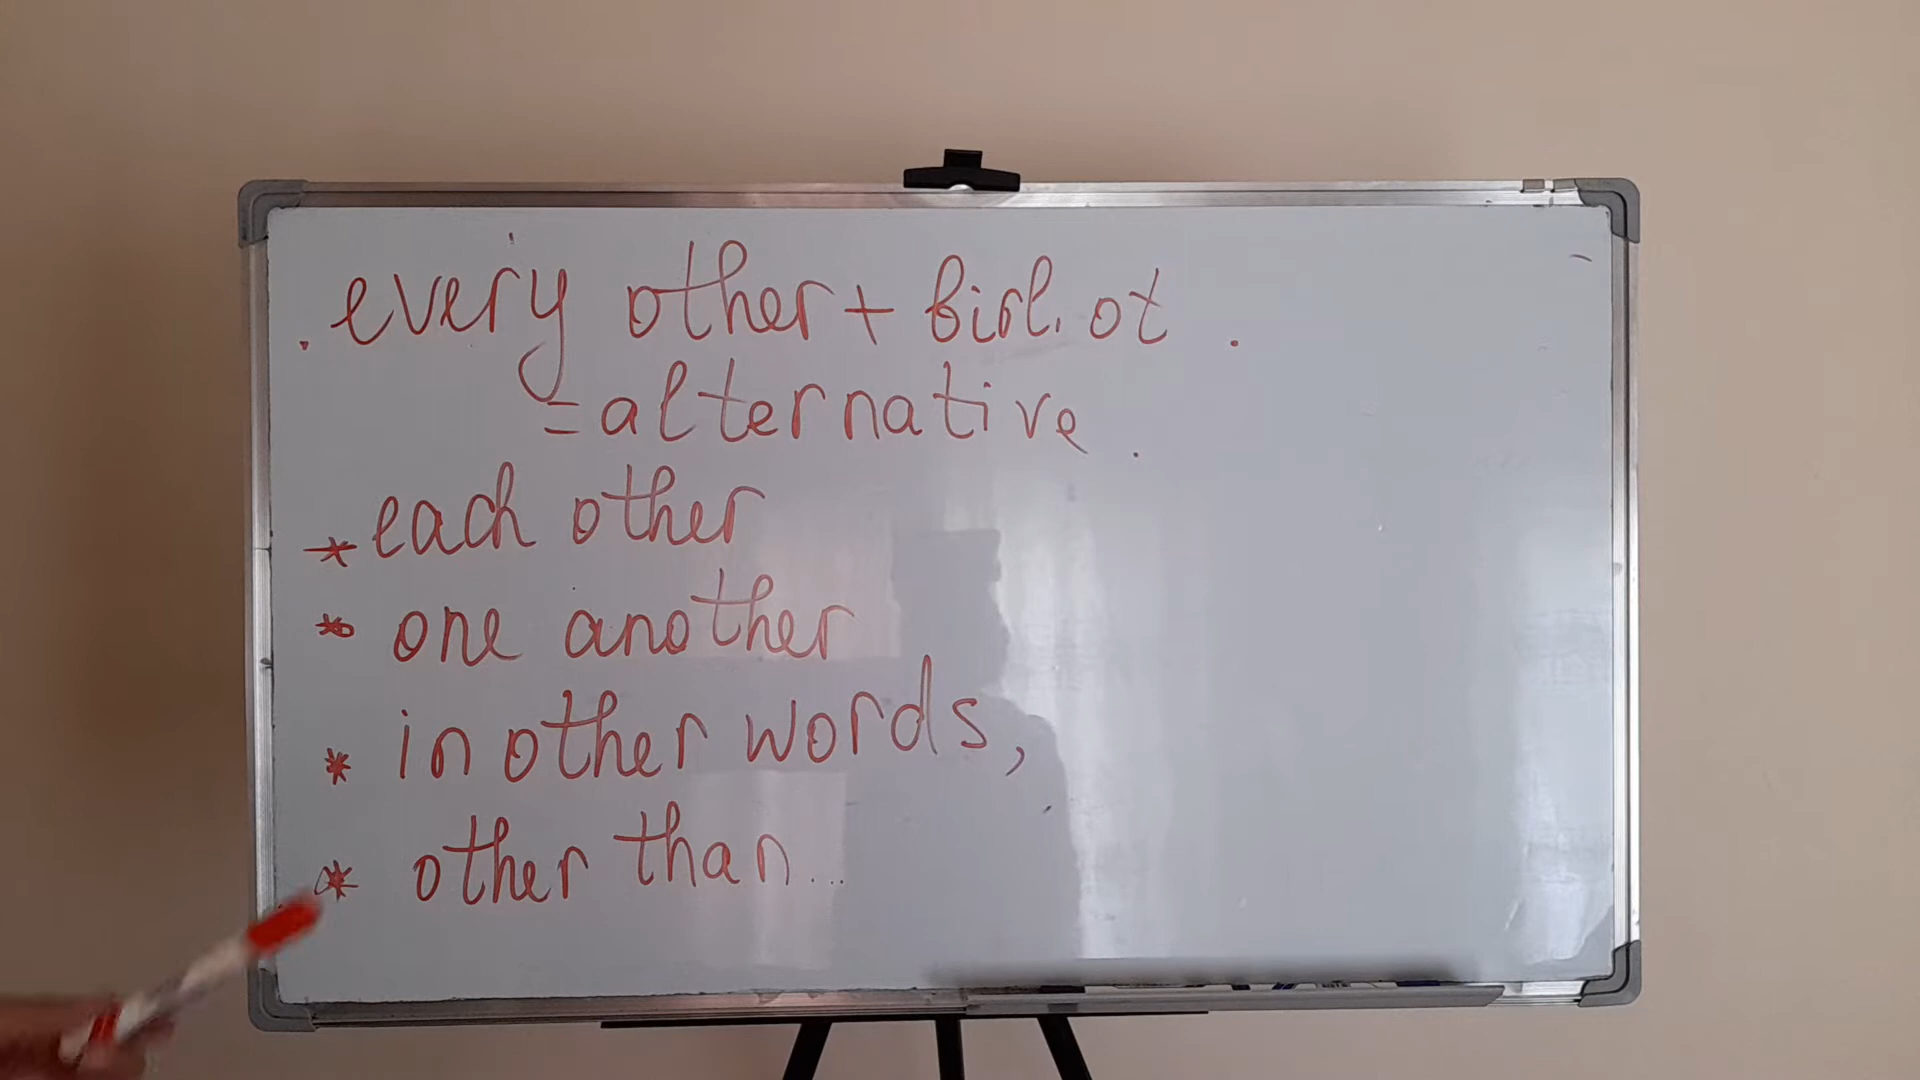 . every other + birl. ot .
= alternative .
* each other
* one another
* in other words,
* other than...